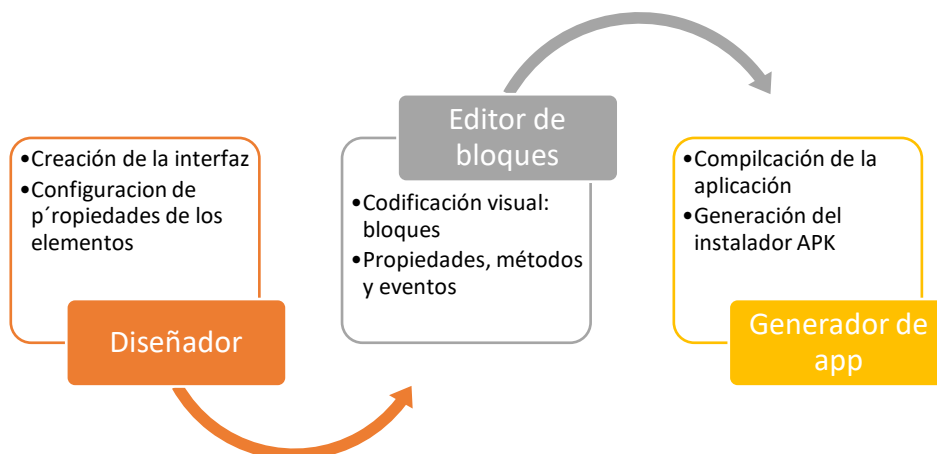 •Creación de la interfaz
•Configuracion de
p´ropiedades de los
elementos
Diseñador
Editor de
bloques
•Codificación visual:
bloques
•Propiedades, métodos
y eventos
•Compilcación de la
aplicación
•Generación del
instalador APK
Generador de
app